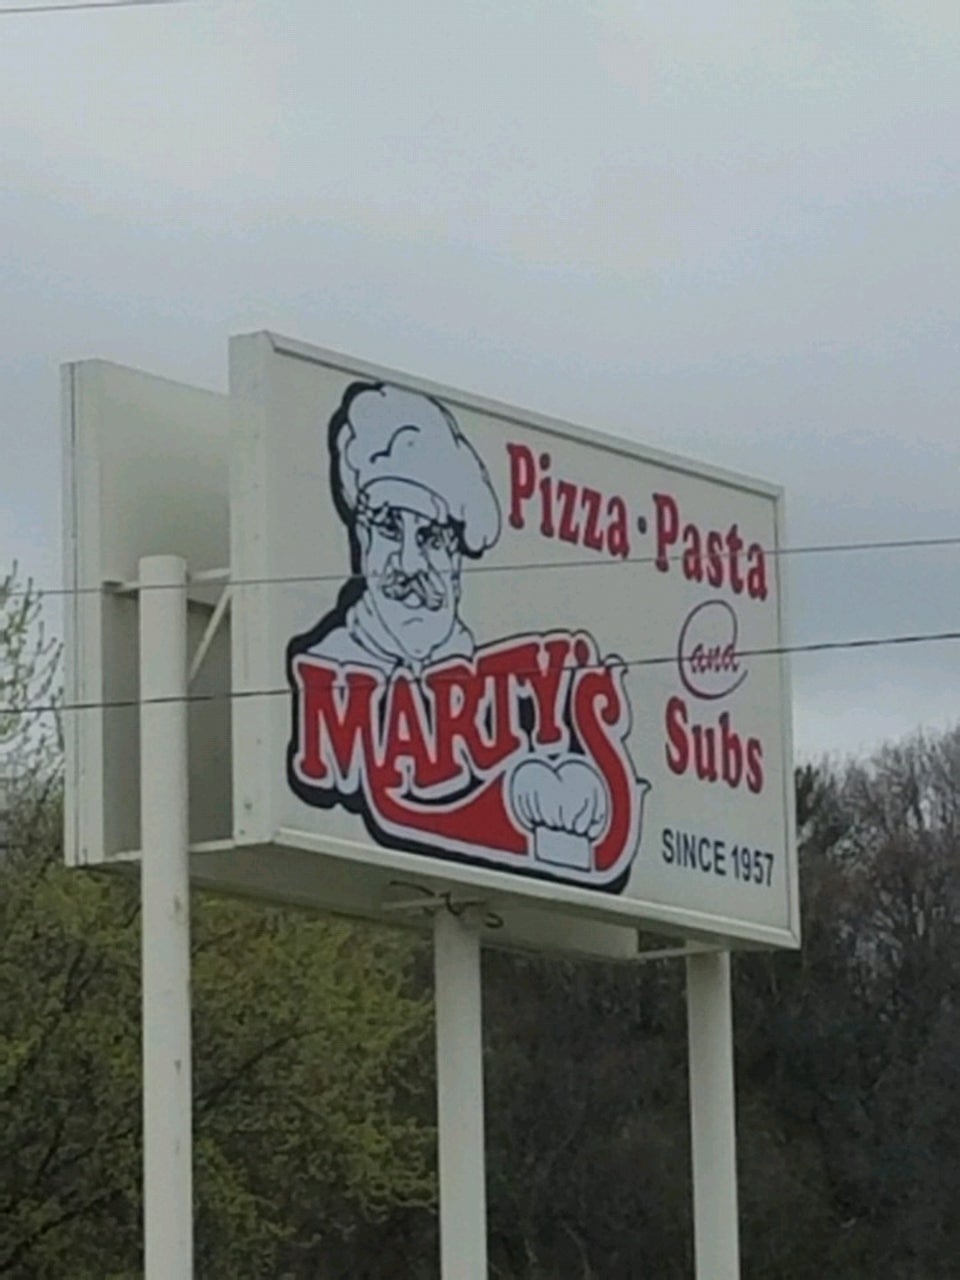 Pizza · Pasta
and
Subs
MARTY'S
SINCE 1957